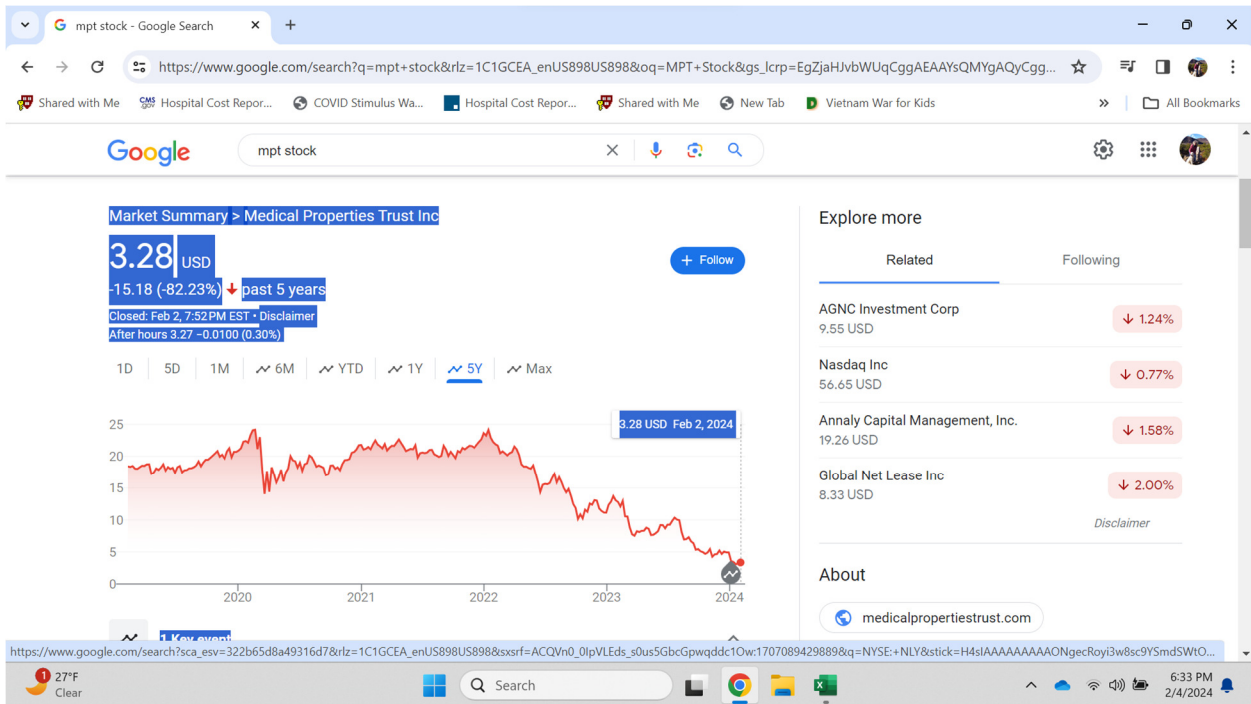 mpt stock - Google Search
https://www.google.com/search?q=mpt+stock&rlz=1C1GCEA_enUS898US898&oq=MPT+Stock&gs_lcrp=EgZjaHJvbWUqCggAEAAYsQMYgAQyCgg...
Shared with Me CMS.gov Hospital Cost Repor... COVID Stimulus Wa... Hospital Cost Repor... Shared with Me New Tab D Vietnam War for Kids » All Bookmarks
Google mpt stock
Market Summary > Medical Properties Trust Inc
3.28 USD
+ Follow
-15.18 (-82.23%) past 5 years
Closed: Feb 2, 7:52 PM EST • Disclaimer
After hours 3.27 −0.0100 (0.30%)
1D 5D 1M 6M YTD 1Y 5Y Max
3.28 USD Feb 2, 2024
25
20
15
10
5
0
2020 2021 2022 2023 2024
1 Key event
Explore more
Related Following
AGNC Investment Corp
9.55 USD
1.24%
Nasdaq Inc
56.65 USD
0.77%
Annaly Capital Management, Inc.
19.26 USD
1.58%
Global Net Lease Inc
8.33 USD
2.00%
Disclaimer
About
medicalpropertiestrust.com
https://www.google.com/search?sca_esv=322b65d8a49316d7&rlz=1C1GCEA_enUS898US898&sxsrf=ACQVn0_0IpVLEds_s0us5GbcGpwqddc1Ow:1707089429889&q=NYSE:+NLY&stick=H4sIAAAAAAAAAONgecRoyi3w8sc9YSmdSWtO...
1
27°F
Clear
Search
6:33 PM
2/4/2024